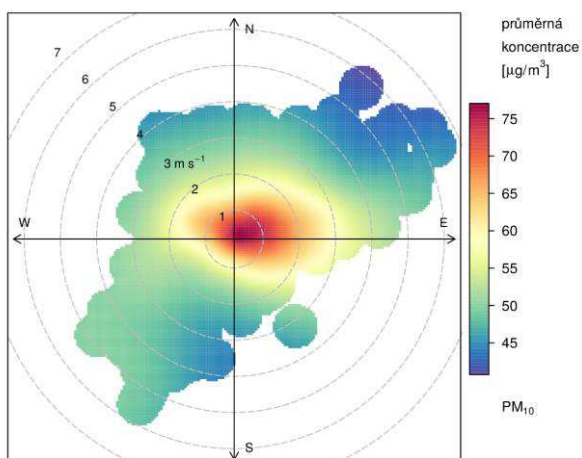 průměrná
koncentrace
[μg/m³]
N
7
6
5
4
3 m s⁻¹
2
1
W
E
S
75
70
65
60
55
50
45
PM₁₀